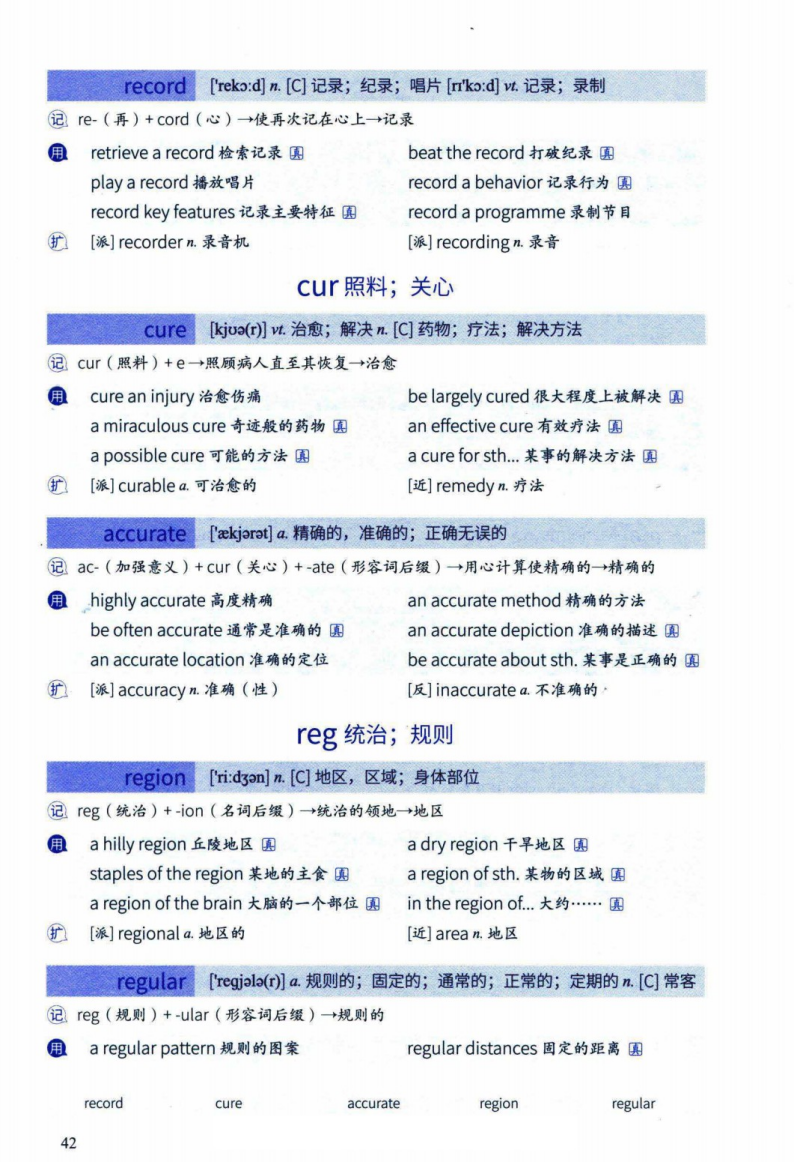 record ['rekɔ:d] n. [C] 记录；纪录；唱片 [rɪ'kɔ:d] vt. 记录；录制
记 re-（再）+ cord（心）→使再次记在心上→记录
用 retrieve a record 检索记录 真 beat the record 打破纪录 真
play a record 播放唱片 record a behavior 记录行为 真
record key features 记录主要特征 真 record a programme 录制节目
扩 [派] recorder n. 录音机 [派] recording n. 录音
cur 照料；关心
cure [kjʊə(r)] vt. 治愈；解决 n. [C] 药物；疗法；解决方法
记 cur（照料）+ e→照顾病人直至其恢复→治愈
用 cure an injury 治愈伤痛 be largely cured 很大程度上被解决 真
a miraculous cure 奇迹般的药物 真 an effective cure 有效疗法 真
a possible cure 可能的方法 真 a cure for sth... 某事的解决方法 真
扩 [派] curable a. 可治愈的 [近] remedy n. 疗法
accurate ['ækjərət] a. 精确的，准确的；正确无误的
记 ac-（加强意义）+ cur（关心）+ -ate（形容词后缀）→用心计算使精确的→精确的
用 highly accurate 高度精确 an accurate method 精确的方法
be often accurate 通常是准确的 真 an accurate depiction 准确的描述 真
an accurate location 准确的定位 be accurate about sth. 某事是正确的 真
扩 [派] accuracy n. 准确（性） [反] inaccurate a. 不准确的
reg 统治；规则
region ['ri:dʒən] n. [C] 地区，区域；身体部位
记 reg（统治）+ -ion（名词后缀）→统治的领地→地区
用 a hilly region 丘陵地区 真 a dry region 干旱地区 真
staples of the region 某地的主食 真 a region of sth. 某物的区域 真
a region of the brain 大脑的一个部位 真 in the region of... 大约…… 真
扩 [派] regional a. 地区的 [近] area n. 地区
regular ['reɡjələ(r)] a. 规则的；固定的；通常的；正常的；定期的 n. [C] 常客
记 reg（规则）+ -ular（形容词后缀）→规则的
用 a regular pattern 规则的图案 regular distances 固定的距离 真
record cure accurate region regular
42